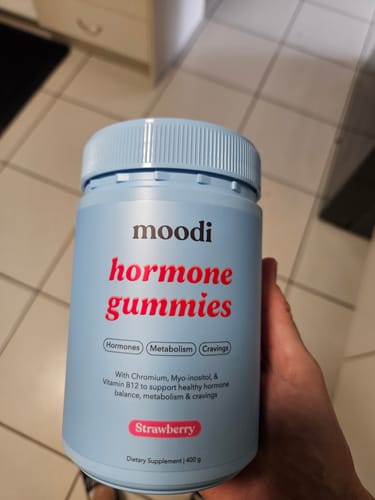 moodi
hormone
gummies
Hormones Metabolism Cravings
With Chromium, Myo-inositol, &
Vitamin B12 to support healthy hormone
balance, metabolism & cravings
Strawberry
Dietary Supplement | 400 g